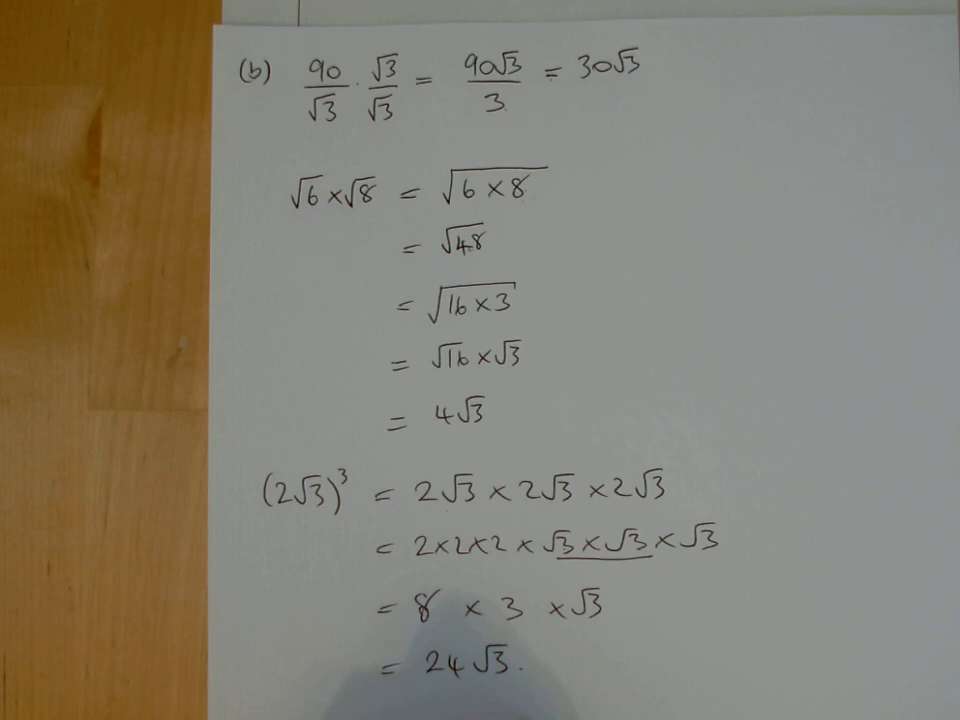 (b) 90/√3 · √3/√3 = 90√3/3 = 30√3
√6 × √8 = √(6 × 8)
= √48
= √(16 × 3)
= √16 × √3
= 4√3
(2√3)³ = 2√3 × 2√3 × 2√3
= 2×2×2 × √3 × √3 × √3
= 8 × 3 × √3
= 24√3.